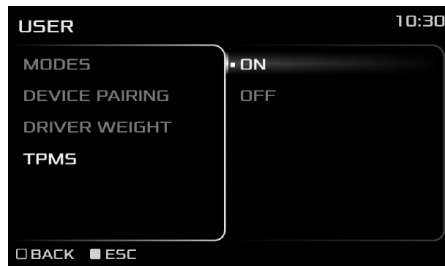 USER 10:30
MODES
DEVICE PAIRING
DRIVER WEIGHT
TPMS
ON
OFF
BACK ESC